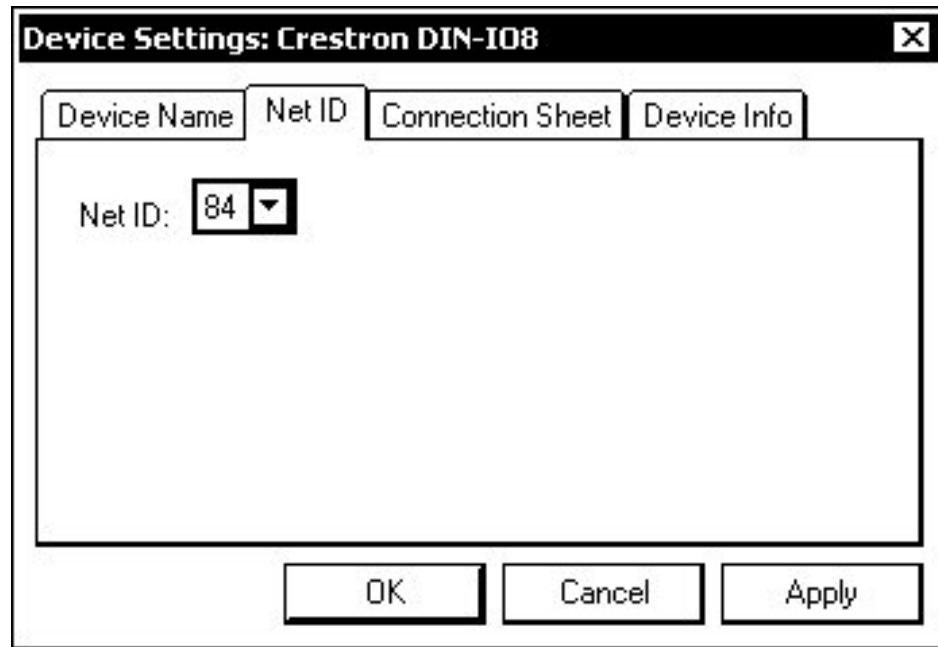 Device Settings: Crestron DIN-IO8
Device Name Net ID Connection Sheet Device Info
Net ID: 84
OK Cancel Apply